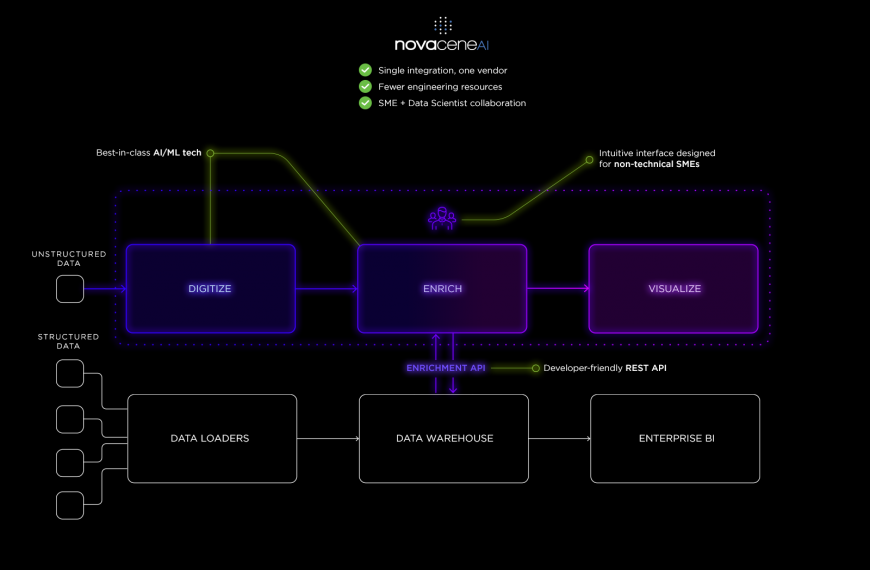 novaceneAI
Single integration, one vendor
Fewer engineering resources
SME + Data Scientist collaboration
Best-in-class AI/ML tech
Intuitive interface designed
for non-technical SMEs
UNSTRUCTURED
DATA
DIGITIZE
ENRICH
VISUALIZE
STRUCTURED
DATA
ENRICHMENT API
Developer-friendly REST API
DATA LOADERS
DATA WAREHOUSE
ENTERPRISE BI